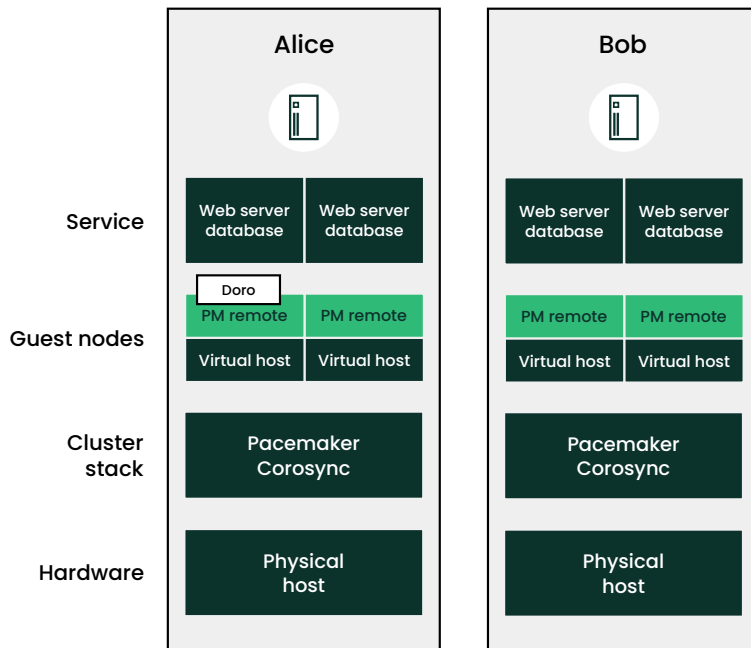 Alice
Bob
Service
Web server
database
Web server
database
Web server
database
Web server
database
Doro
Guest nodes
PM remote
PM remote
PM remote
PM remote
Virtual host
Virtual host
Virtual host
Virtual host
Cluster
stack
Pacemaker
Corosync
Pacemaker
Corosync
Hardware
Physical
host
Physical
host